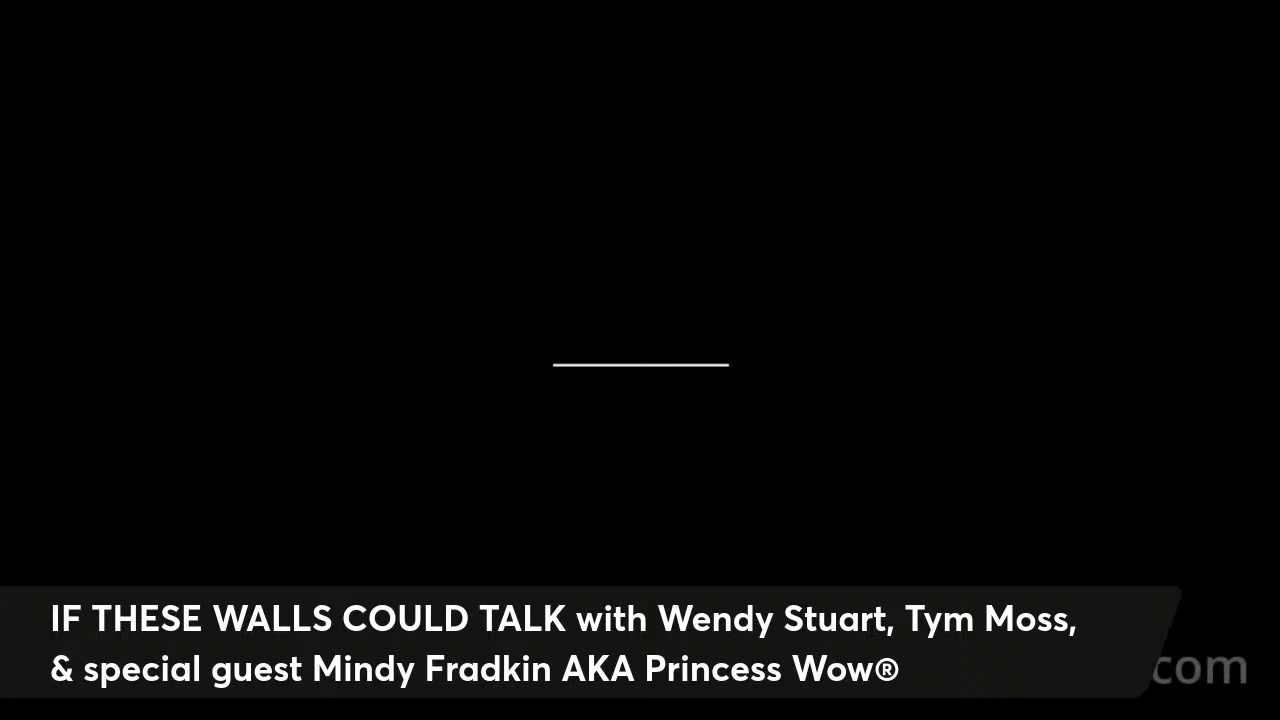 IF THESE WALLS COULD TALK with Wendy Stuart, Tym Moss,
& special guest Mindy Fradkin AKA Princess Wow®
com